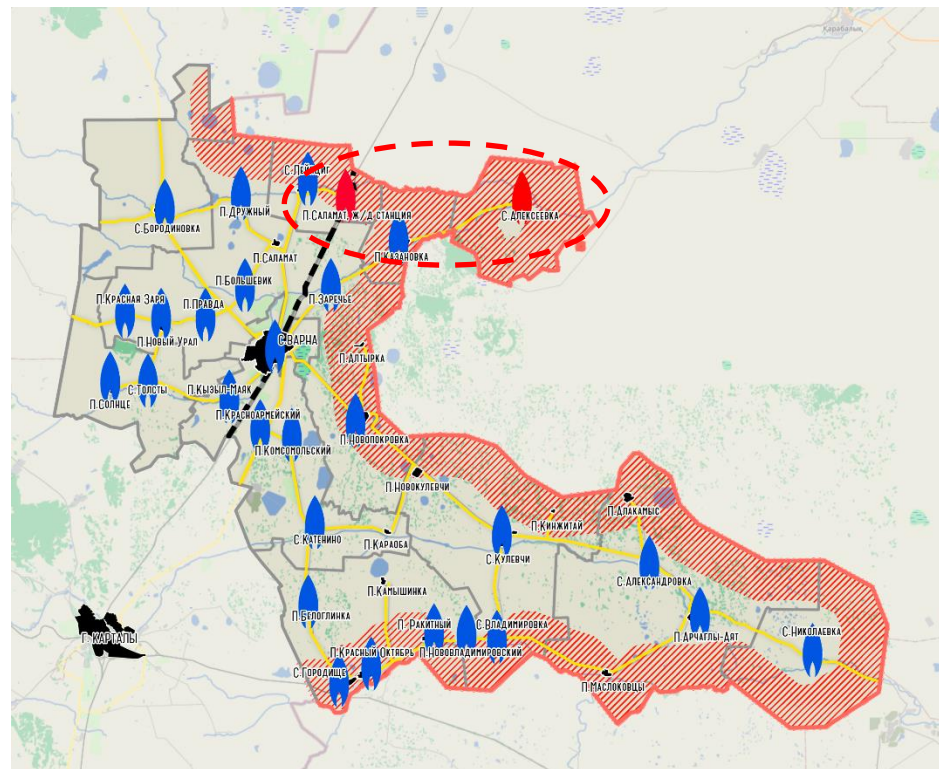 Карабалык
С.Лейпциг
П.Дружный
П.Саламат, ж/д станция
С.Алексеевка
С.Бородиновка
П.Саламат
П.Казановка
П.Большевик
П.Заречье
П.Красная Заря
П.Правда
П.Новый Урал
С.Варна
П.Алтырка
П.Солнце
С.Толсты
П.Кызыл-Маяк
П.Красноармейский
П.Новопокровка
П.Комсомольский
П.Новокулевчи
П.Алакамыс
П.Кинжитай
С.Катенино
П.Караоба
С.Кулевчи
С.Александровка
П.Камышинка
П.Белоглинка
П. Ракитный
С.Владимировка
П.Арчаглы-Аят
С.Николаевка
Г. Карталы
П.Красный Октябрь
П.Нововладимировский
С.Городище
П.Маслоковцы